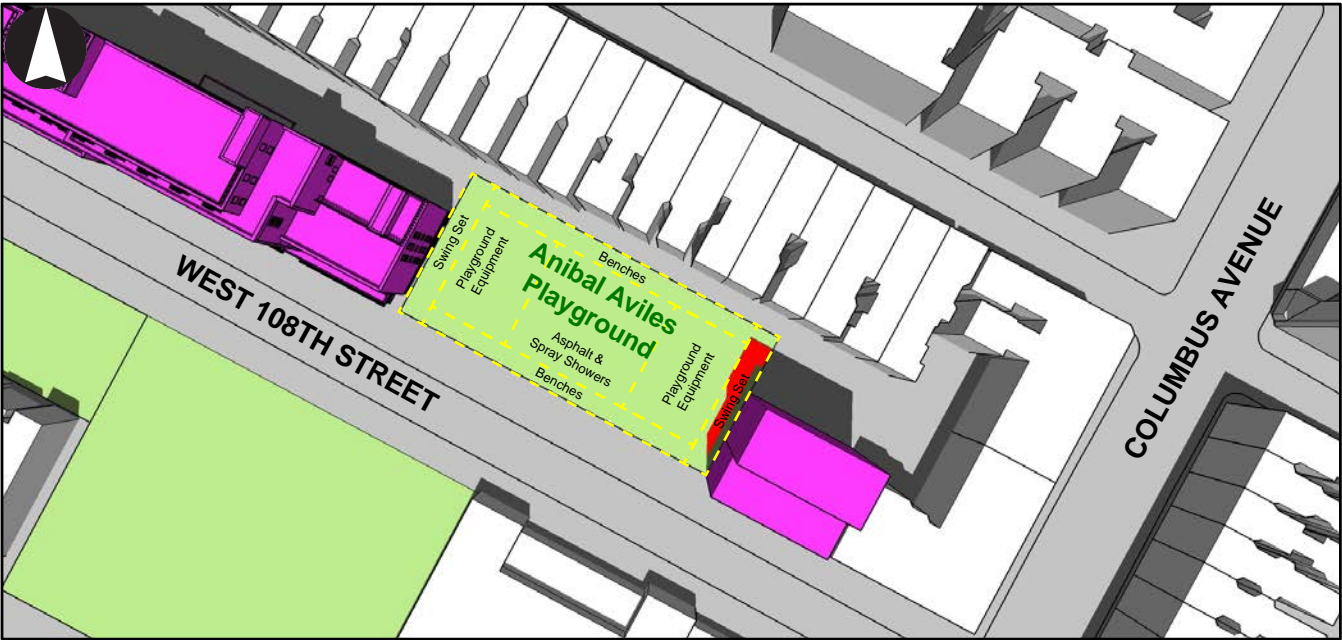 WEST 108TH STREET
Swing Set
Playground
Equipment
Anibal Aviles
Playground
Benches
Asphalt &
Spray Showers
Benches
Playground
Equipment
Swing Set
COLUMBUS AVENUE